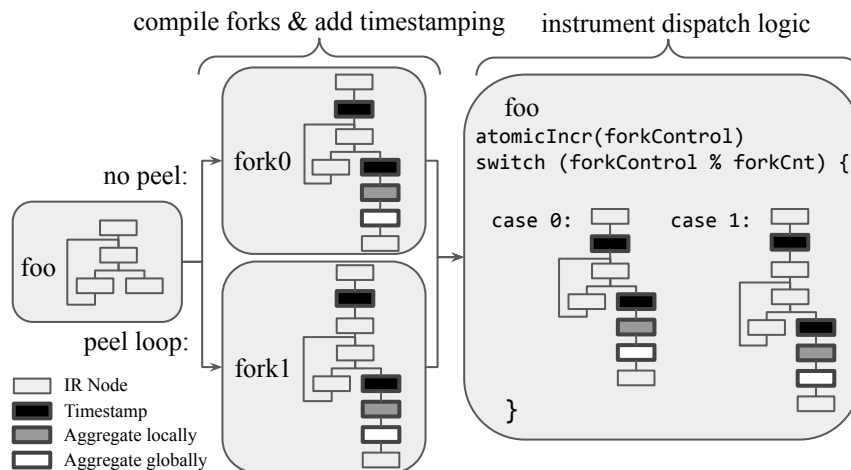 compile forks & add timestamping
instrument dispatch logic
no peel:
foo
peel loop:
fork0
fork1
foo
atomicIncr(forkControl)
switch (forkControl % forkCnt) {
case 0:
case 1:
}
IR Node
Timestamp
Aggregate locally
Aggregate globally